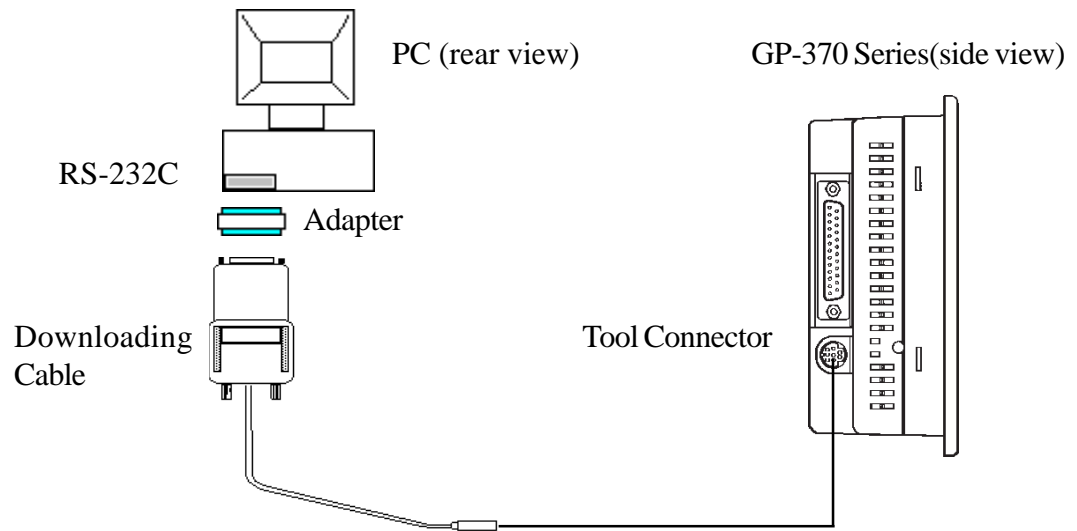 PC (rear view)
GP-370 Series(side view)
RS-232C
Adapter
Downloading
Cable
Tool Connector